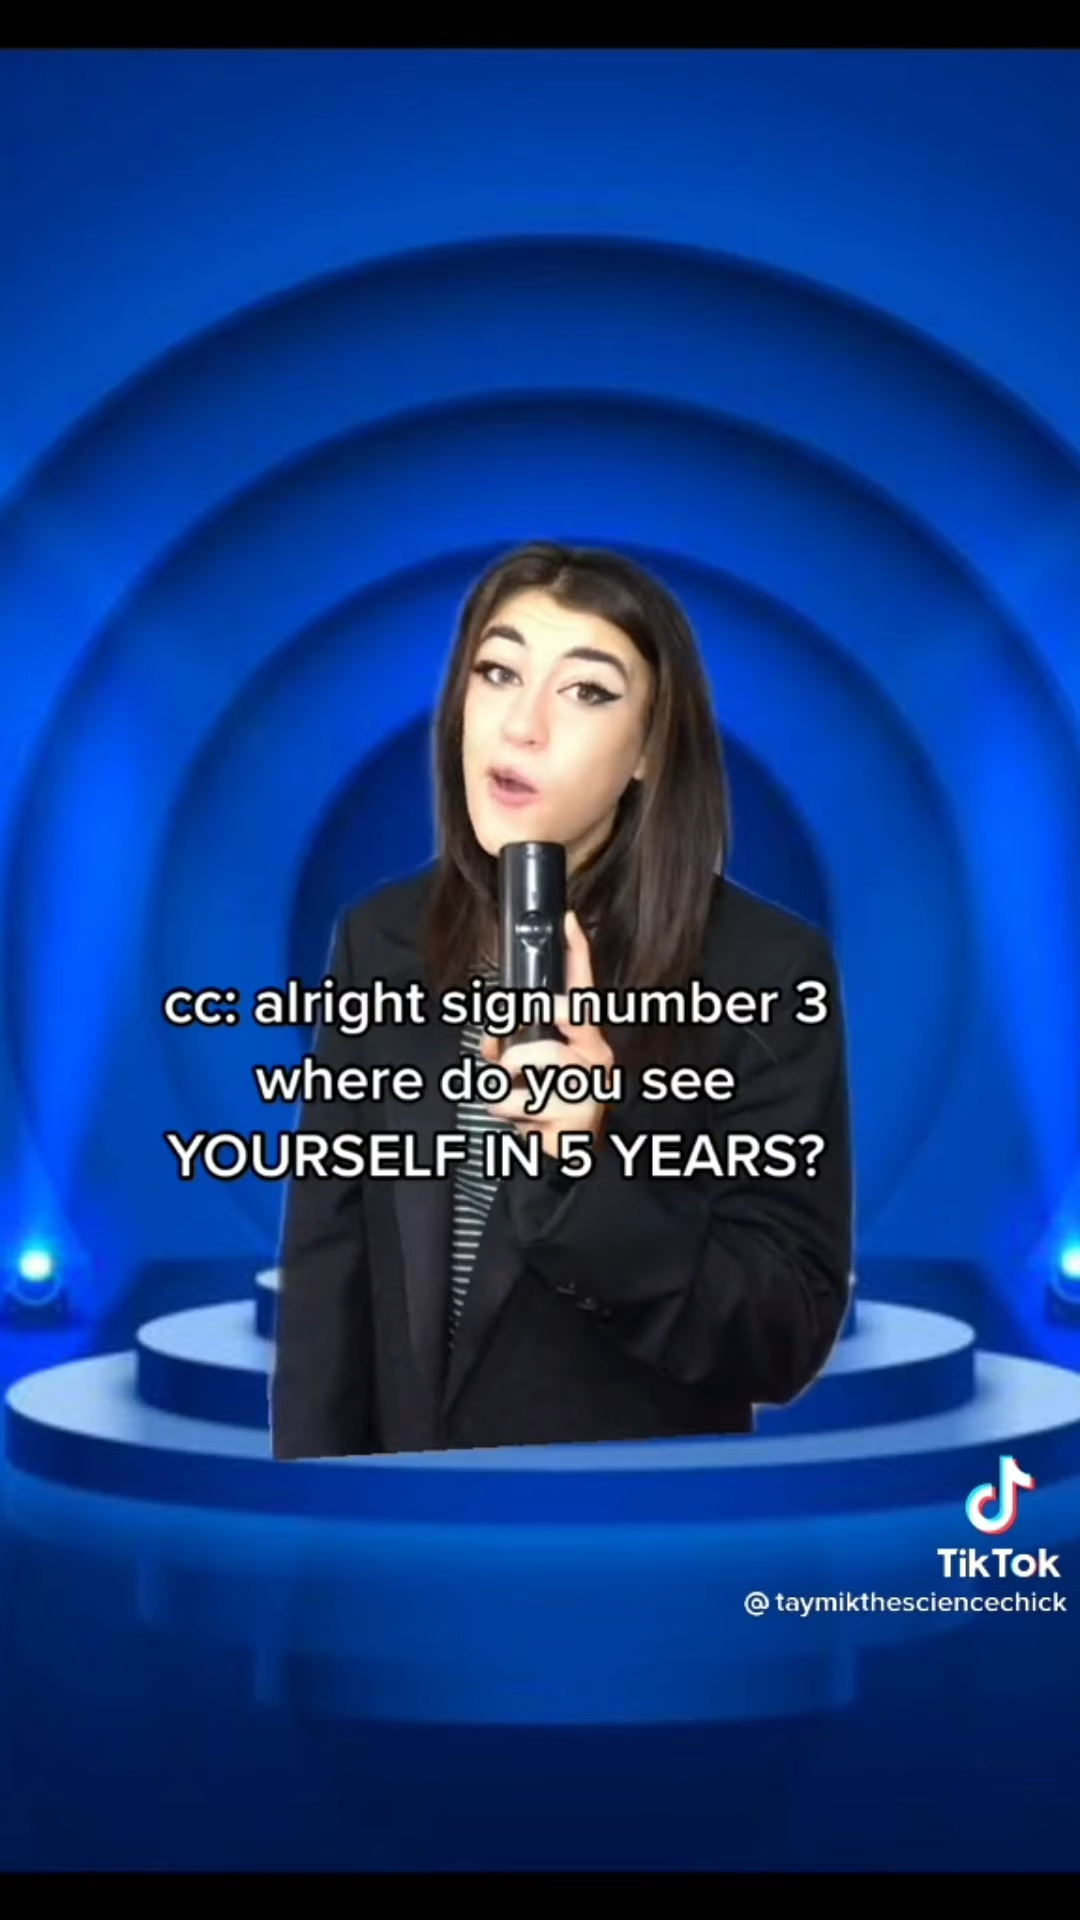 cc: alright sign number 3
where do you see
YOURSELF IN 5 YEARS?
TikTok
@taymikthesciencechick